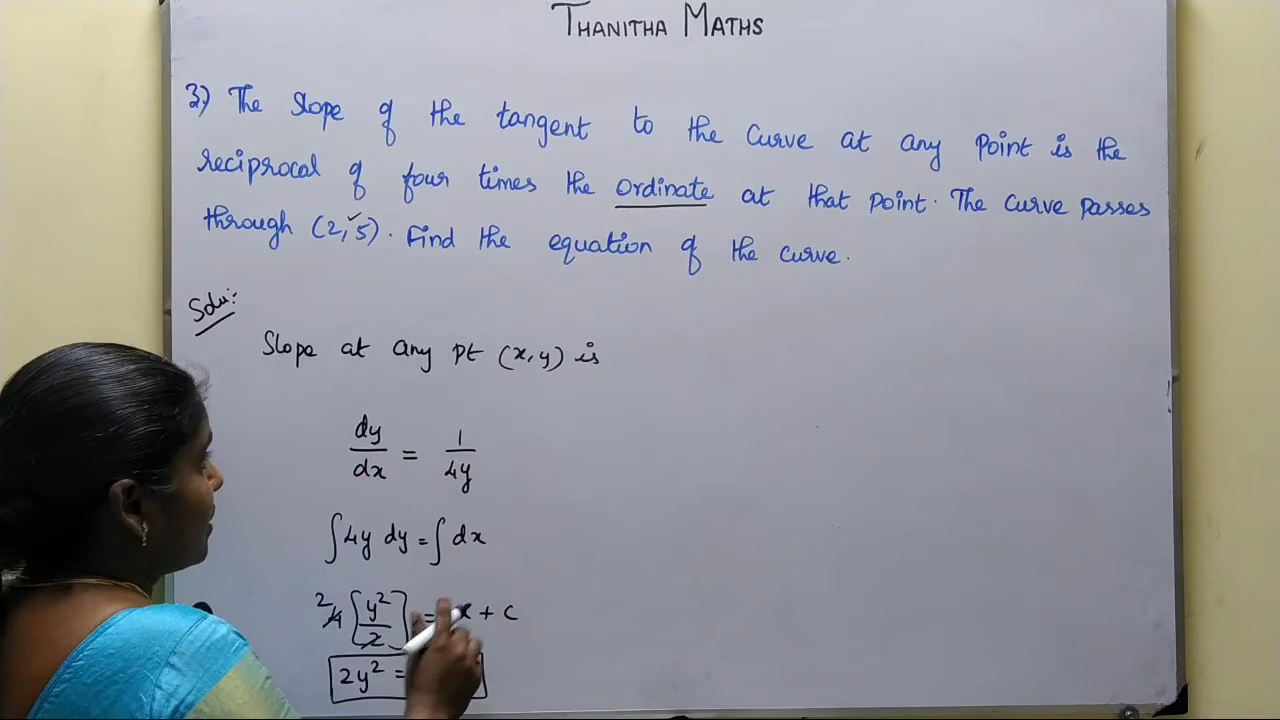 THANITHA MATHS
3) The slope of the tangent to the curve at any point is the
reciprocal of four times the ordinate at that point. The curve passes
through (2,5). Find the equation of the curve.
Solu:
Slope at any pt (x,y) is
dy/dx = 1/4y
∫4y dy = ∫dx
2 4[y²/2] = x + c
2y² =